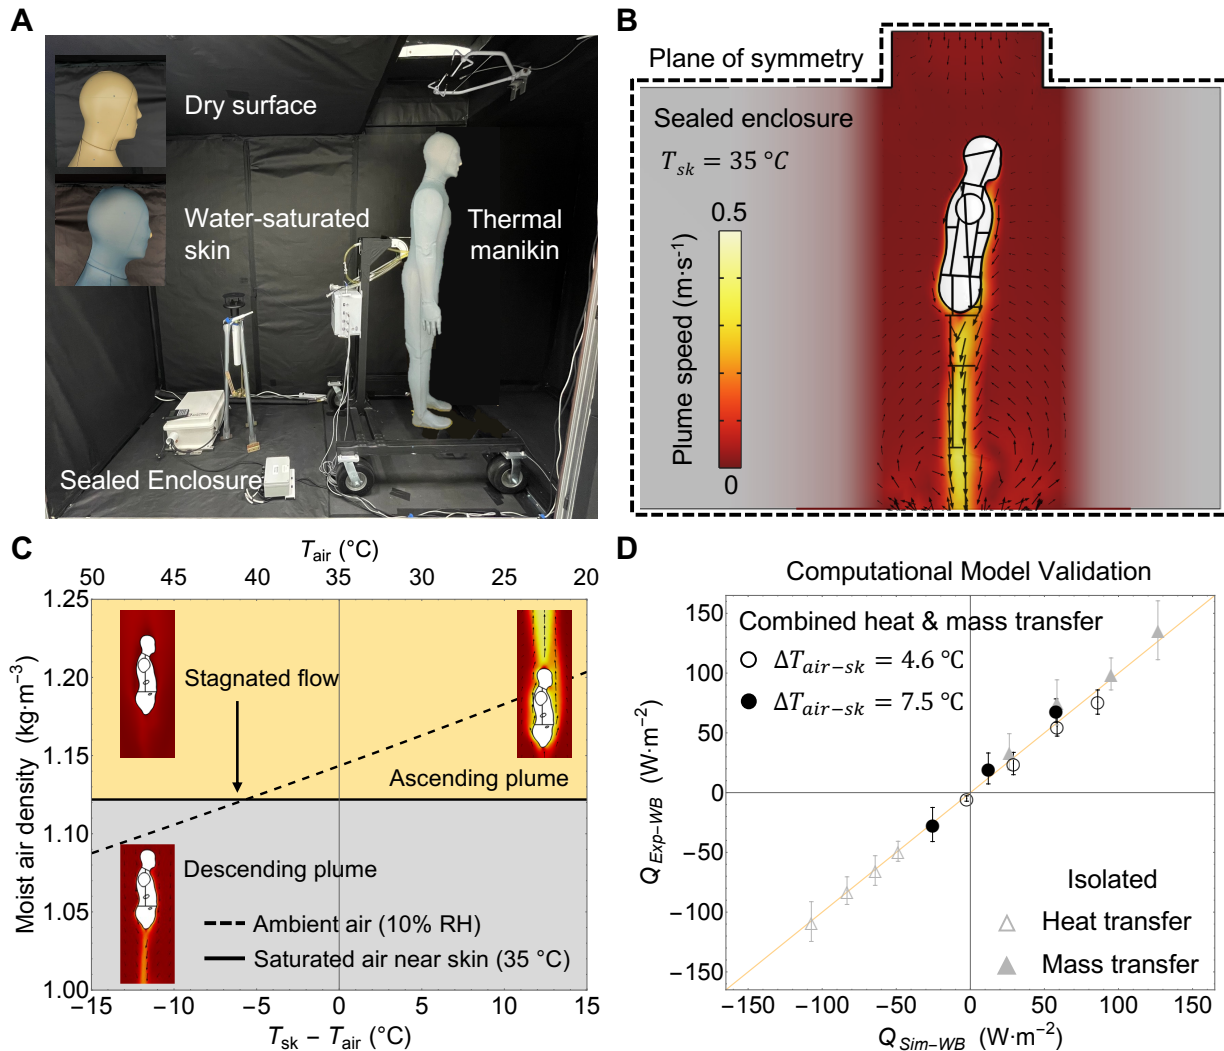 A
Dry surface
Water-saturated
skin
Thermal
manikin
Sealed Enclosure
B
Plane of symmetry
Sealed enclosure
T_sk = 35 °C
0.5
Plume speed (m·s⁻¹)
0
C
T_air (°C)
50 45 40 35 30 25 20
Moist air density (kg·m⁻³)
1.25
1.20
1.15
1.10
1.05
1.00
Stagnated flow
Ascending plume
Descending plume
Ambient air (10% RH)
Saturated air near skin (35 °C)
−15 −10 −5 0 5 10 15
T_sk − T_air (°C)
D
Computational Model Validation
Combined heat & mass transfer
ΔT_air−sk = 4.6 °C
ΔT_air−sk = 7.5 °C
Q_Exp−WB (W·m⁻²)
150
100
50
0
−50
−100
−150
Isolated
Heat transfer
Mass transfer
−150 −100 −50 0 50 100 150
Q_Sim−WB (W·m⁻²)